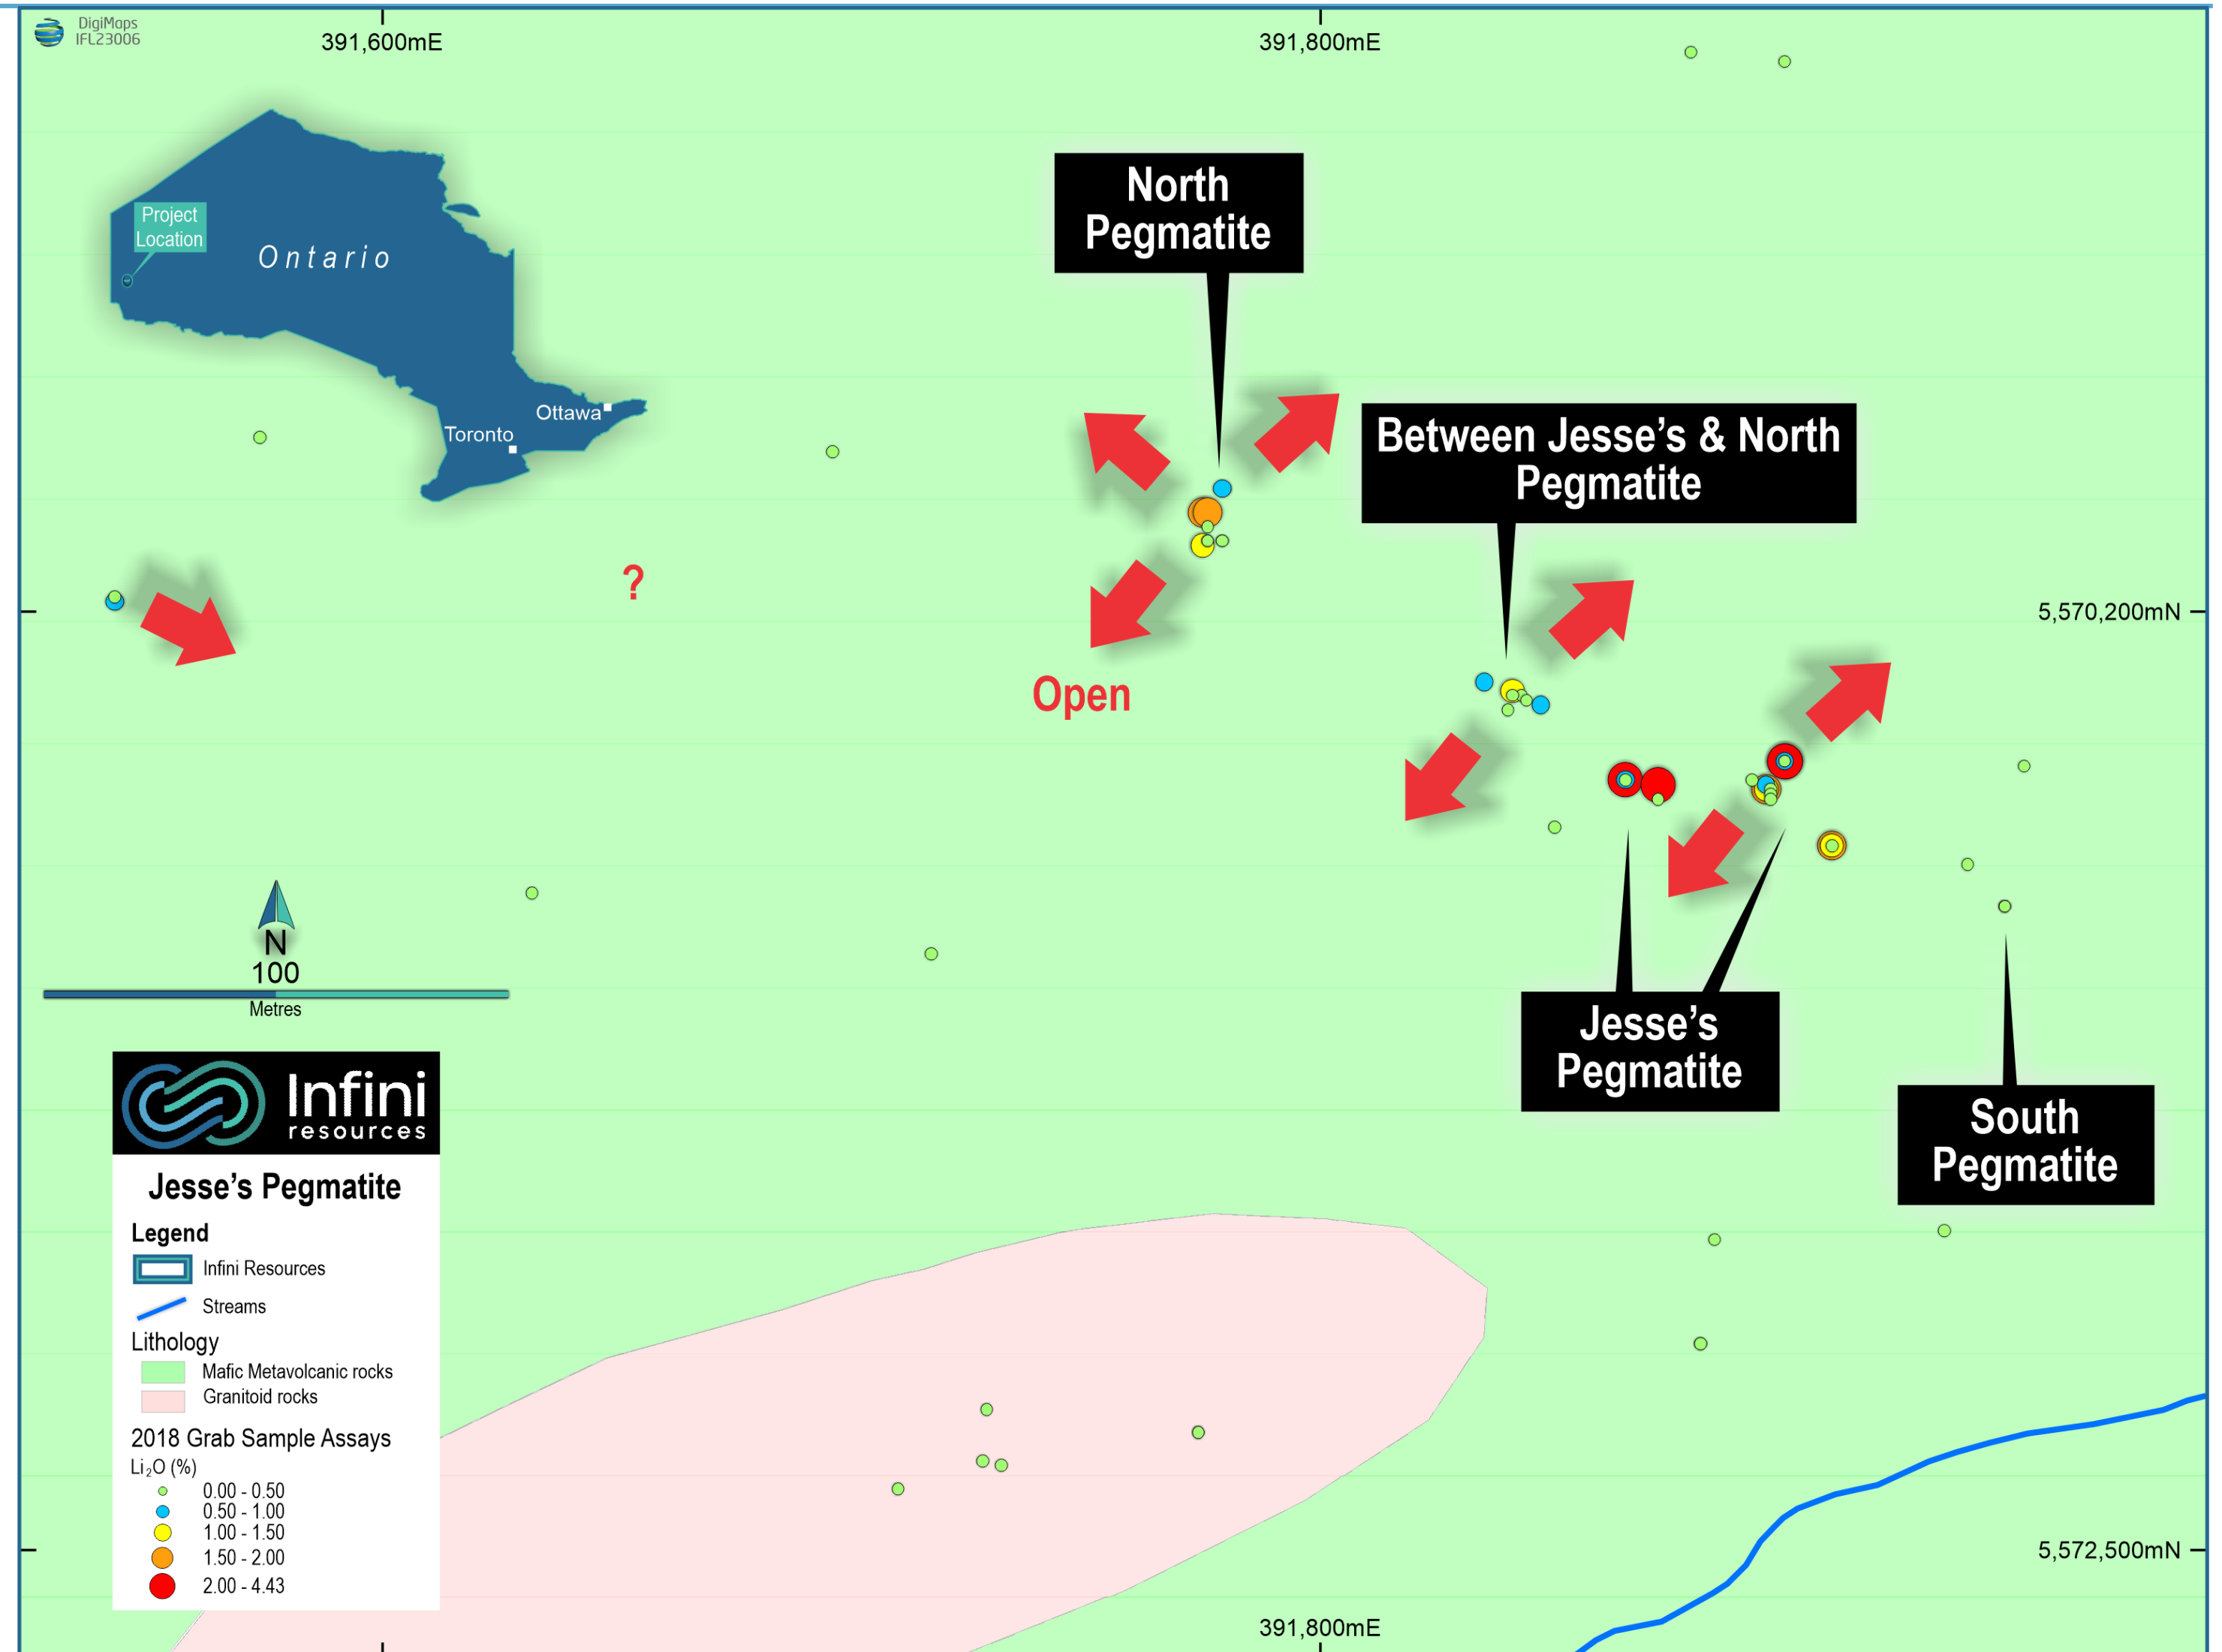 DigiMaps
IFL23006
391,600mE
391,800mE
Project
Location
Ontario
Ottawa
Toronto
North
Pegmatite
Between Jesse’s & North
Pegmatite
?
Open
5,570,200mN
N
100
Metres
Jesse’s
Pegmatite
South
Pegmatite
Infini
resources
Jesse’s Pegmatite
Legend
Infini Resources
Streams
Lithology
Mafic Metavolcanic rocks
Granitoid rocks
2018 Grab Sample Assays
Li₂O (%)
0.00 - 0.50
0.50 - 1.00
1.00 - 1.50
1.50 - 2.00
2.00 - 4.43
5,572,500mN
391,800mE